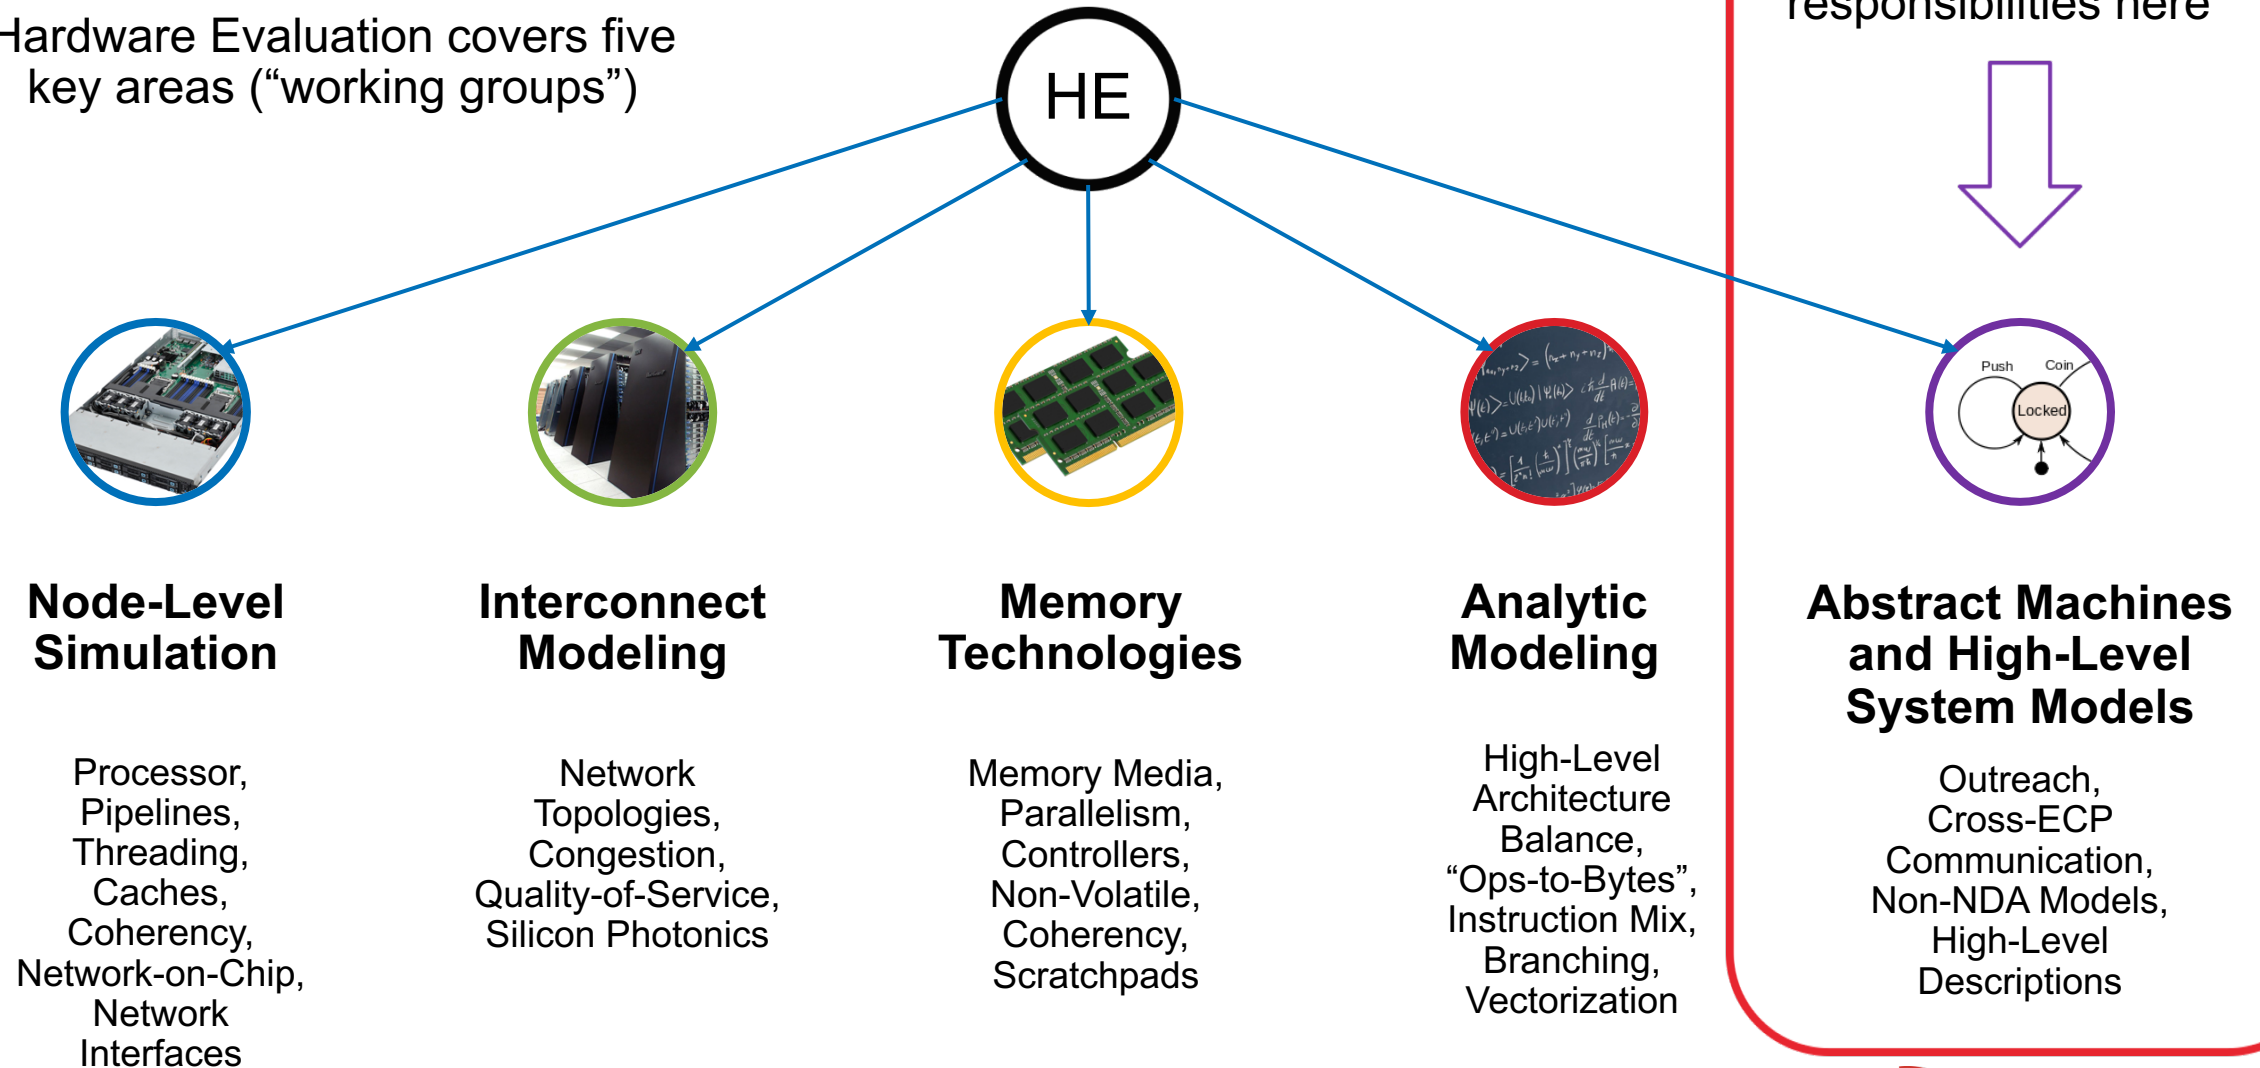 Hardware Evaluation covers five
key areas (“working groups”)
HE
responsibilities here
Push
Coin
Locked
Node-Level
Simulation
Interconnect
Modeling
Memory
Technologies
Analytic
Modeling
Abstract Machines
and High-Level
System Models
Processor,
Pipelines,
Threading,
Caches,
Coherency,
Network-on-Chip,
Network
Interfaces
Network
Topologies,
Congestion,
Quality-of-Service,
Silicon Photonics
Memory Media,
Parallelism,
Controllers,
Non-Volatile,
Coherency,
Scratchpads
High-Level
Architecture
Balance,
“Ops-to-Bytes”,
Instruction Mix,
Branching,
Vectorization
Outreach,
Cross-ECP
Communication,
Non-NDA Models,
High-Level
Descriptions